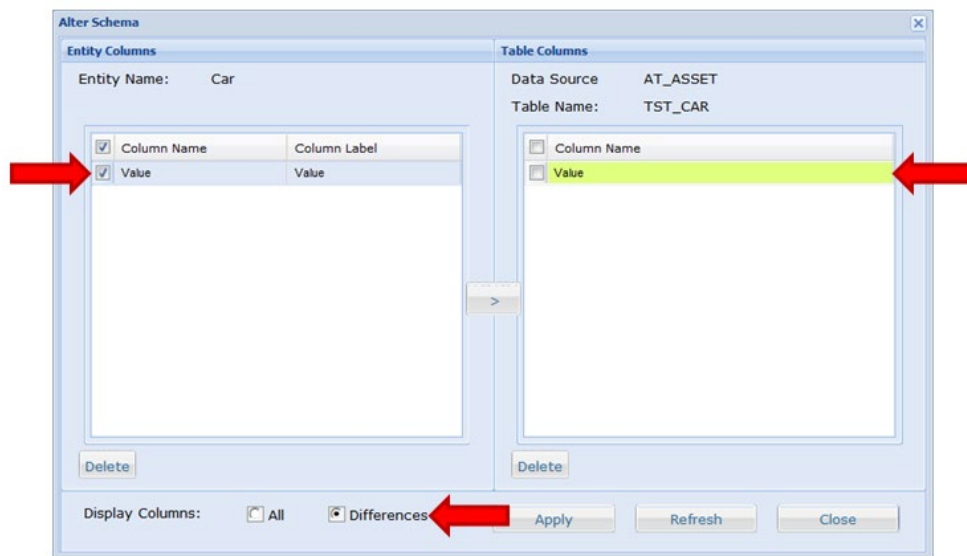 Alter Schema
Entity Columns
Entity Name: Car
Column Name Column Label
Value Value
Delete
>
Table Columns
Data Source AT_ASSET
Table Name: TST_CAR
Column Name
Value
Delete
Display Columns: All Differences
Apply Refresh Close